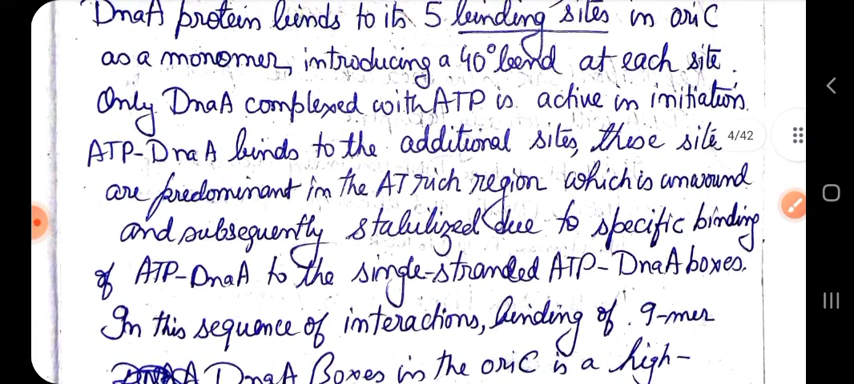 DnaA protein binds to its 5 binding sites in oriC
as a monomer, introducing a 40° bend at each site.
Only DnaA complexed with ATP is active in initiation.
ATP-DnaA binds to the additional sites, these site
4/42
are predominant in the AT rich region which is unwound
and subsequently stabilized due to specific binding
of ATP-DnaA to the single-stranded ATP-DnaA boxes.
In this sequence of interactions, binding of 9-mer
DnaA Boxes in the oriC is a high-